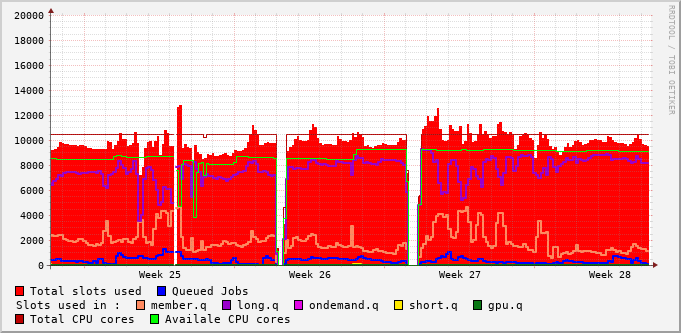 RRDTOOL / TOBI OETIKER
20000
18000
16000
14000
12000
10000
8000
6000
4000
2000
0
Week 25 Week 26 Week 27 Week 28
Total slots used Queued Jobs
Slots used in : member.q long.q ondemand.q short.q gpu.q
Total CPU cores Availale CPU cores